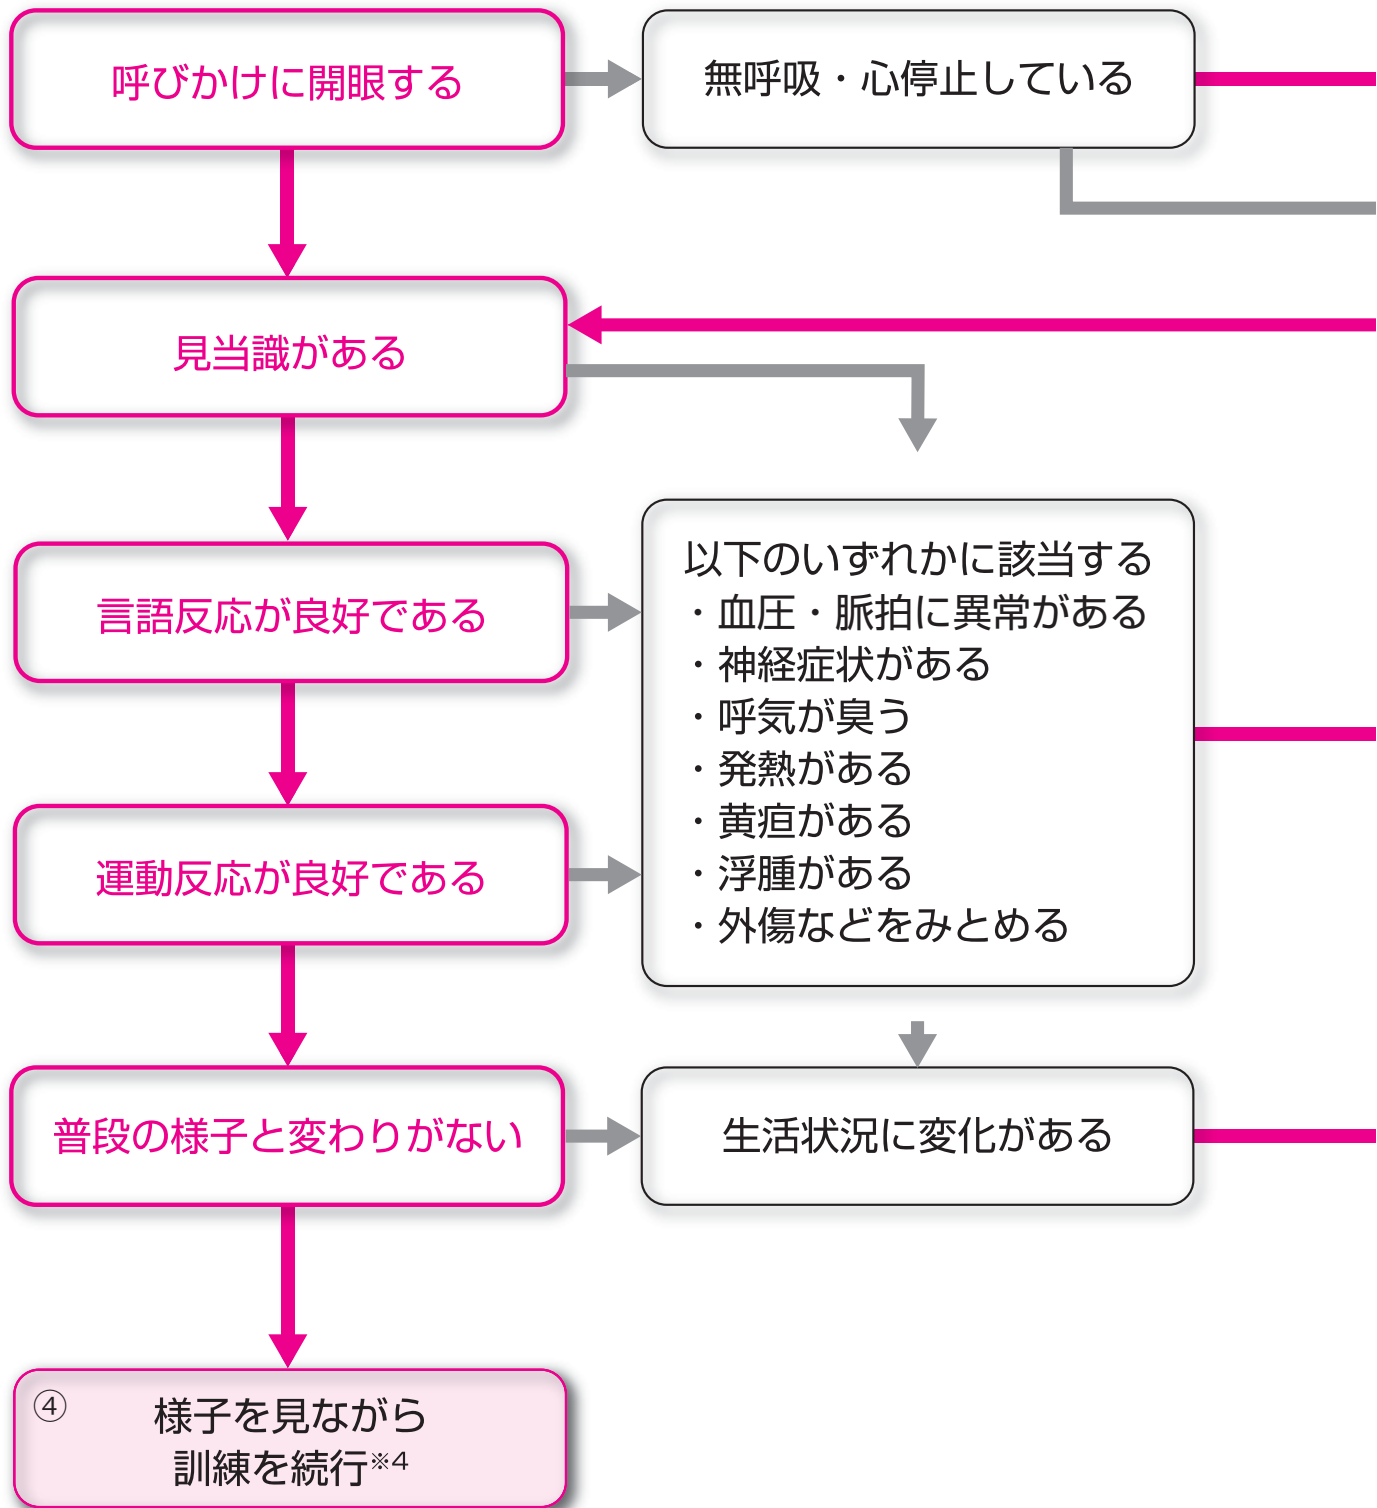 呼びかけに開眼する
無呼吸・心停止している
見当識がある
言語反応が良好である
以下のいずれかに該当する
・血圧・脈拍に異常がある
・神経症状がある
・呼気が臭う
・発熱がある
・黄疸がある
・浮腫がある
・外傷などをみとめる
運動反応が良好である
普段の様子と変わりがない
生活状況に変化がある
④ 様子を見ながら
訓練を続行※4